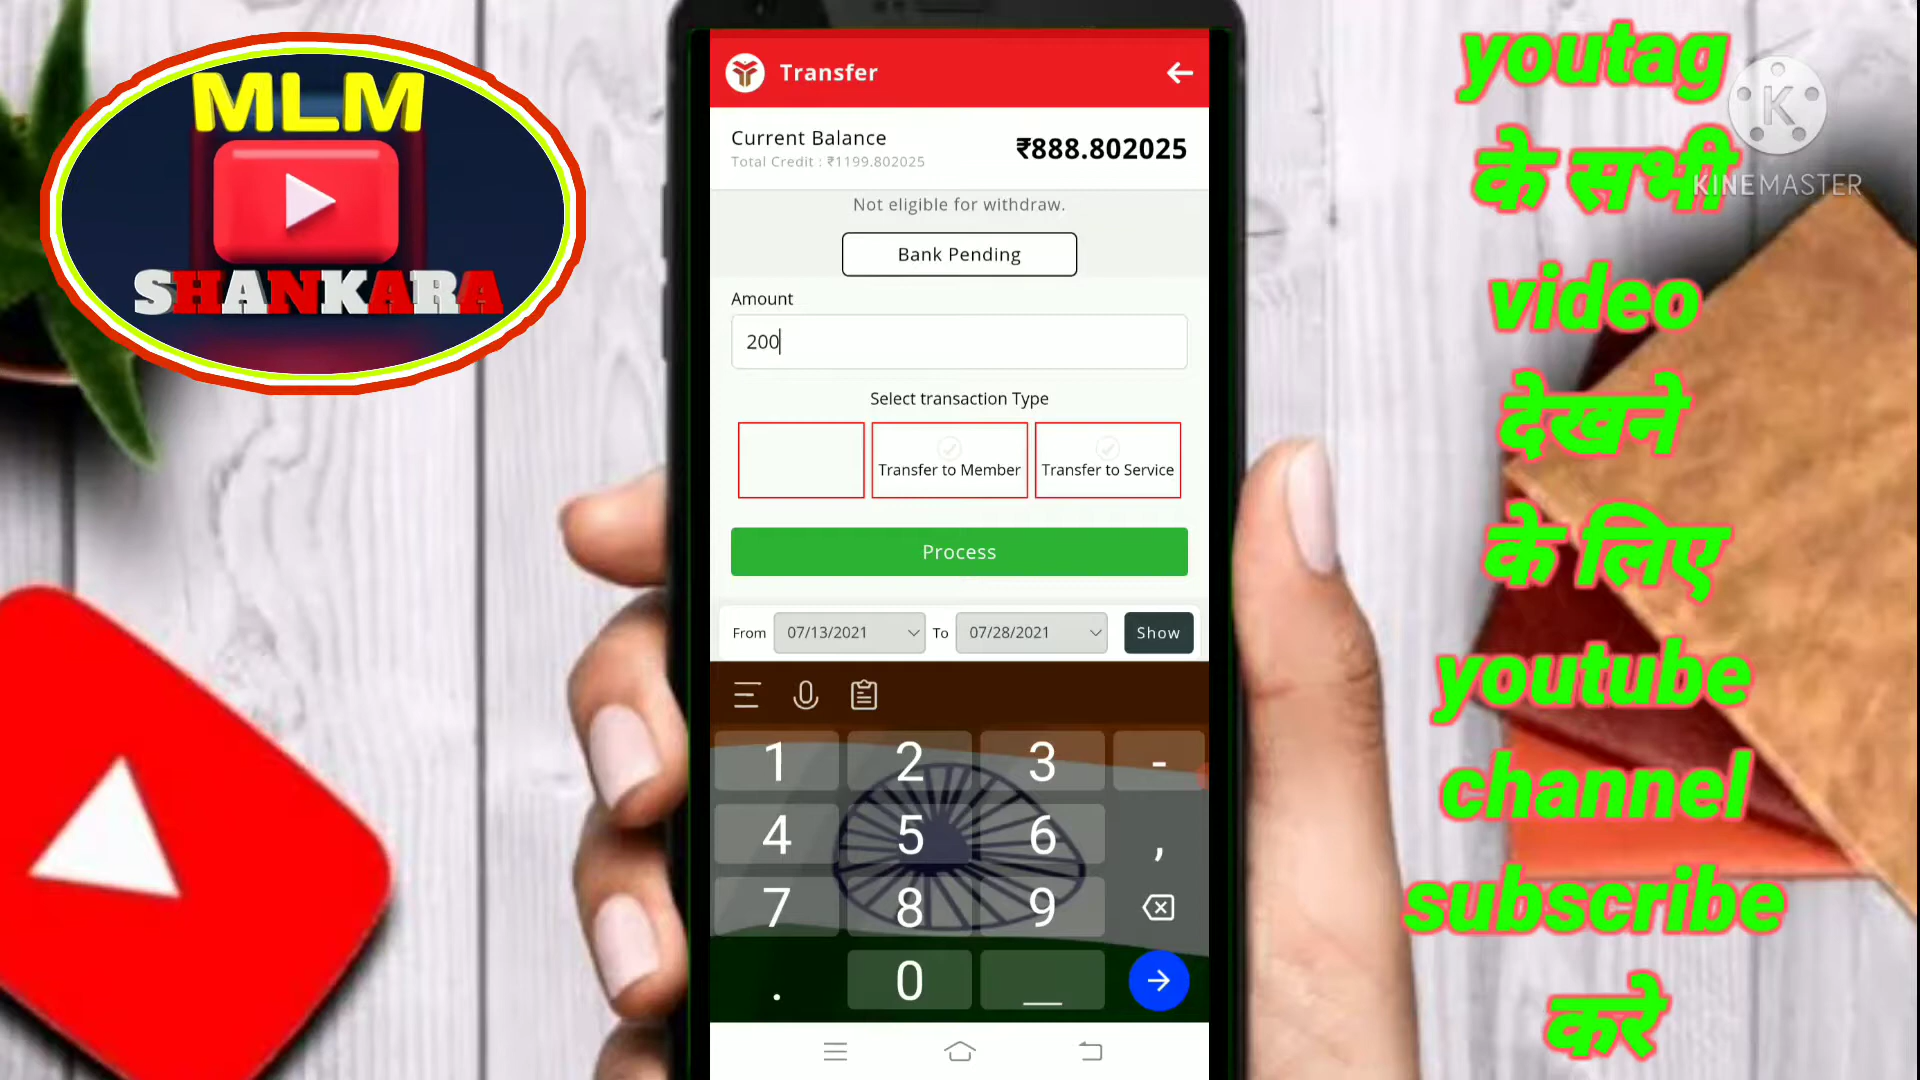 MLM
SHANKARA
Transfer
Current Balance
₹888.802025
Total Credit : ₹1199.802025
Not eligible for withdraw.
Bank Pending
Amount
200
Select transaction Type
Transfer to Member
Transfer to Service
Process
From 07/13/2021 To 07/28/2021 Show
1 2 3 -
4 5 6 ,
7 8 9
. 0
youtag
के सभी
video
देखने
के लिए
youtube
channel
subscribe
करे
K
KINEMASTER